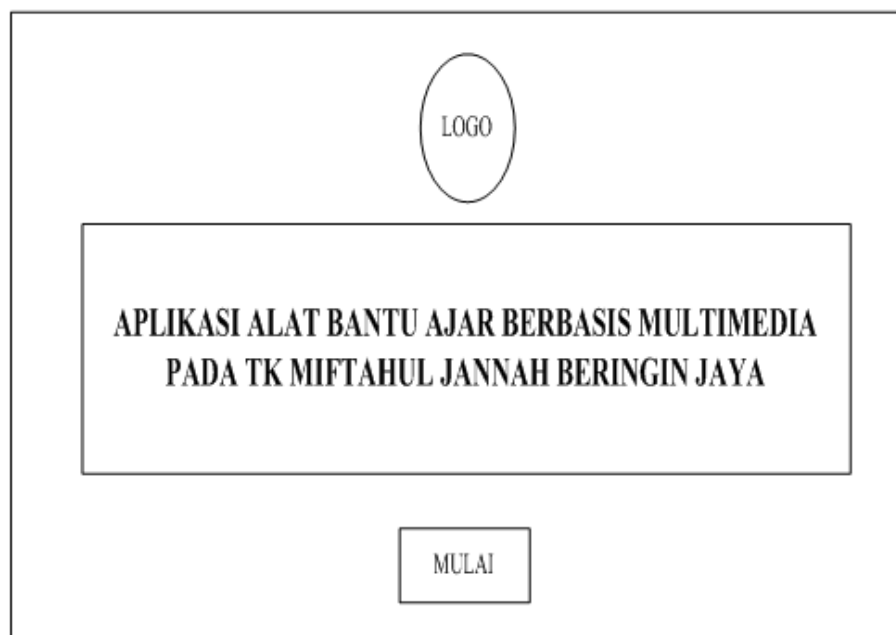 LOGO
APLIKASI ALAT BANTU AJAR BERBASIS MULTIMEDIA
PADA TK MIFTAHUL JANNAH BERINGIN JAYA
MULAI